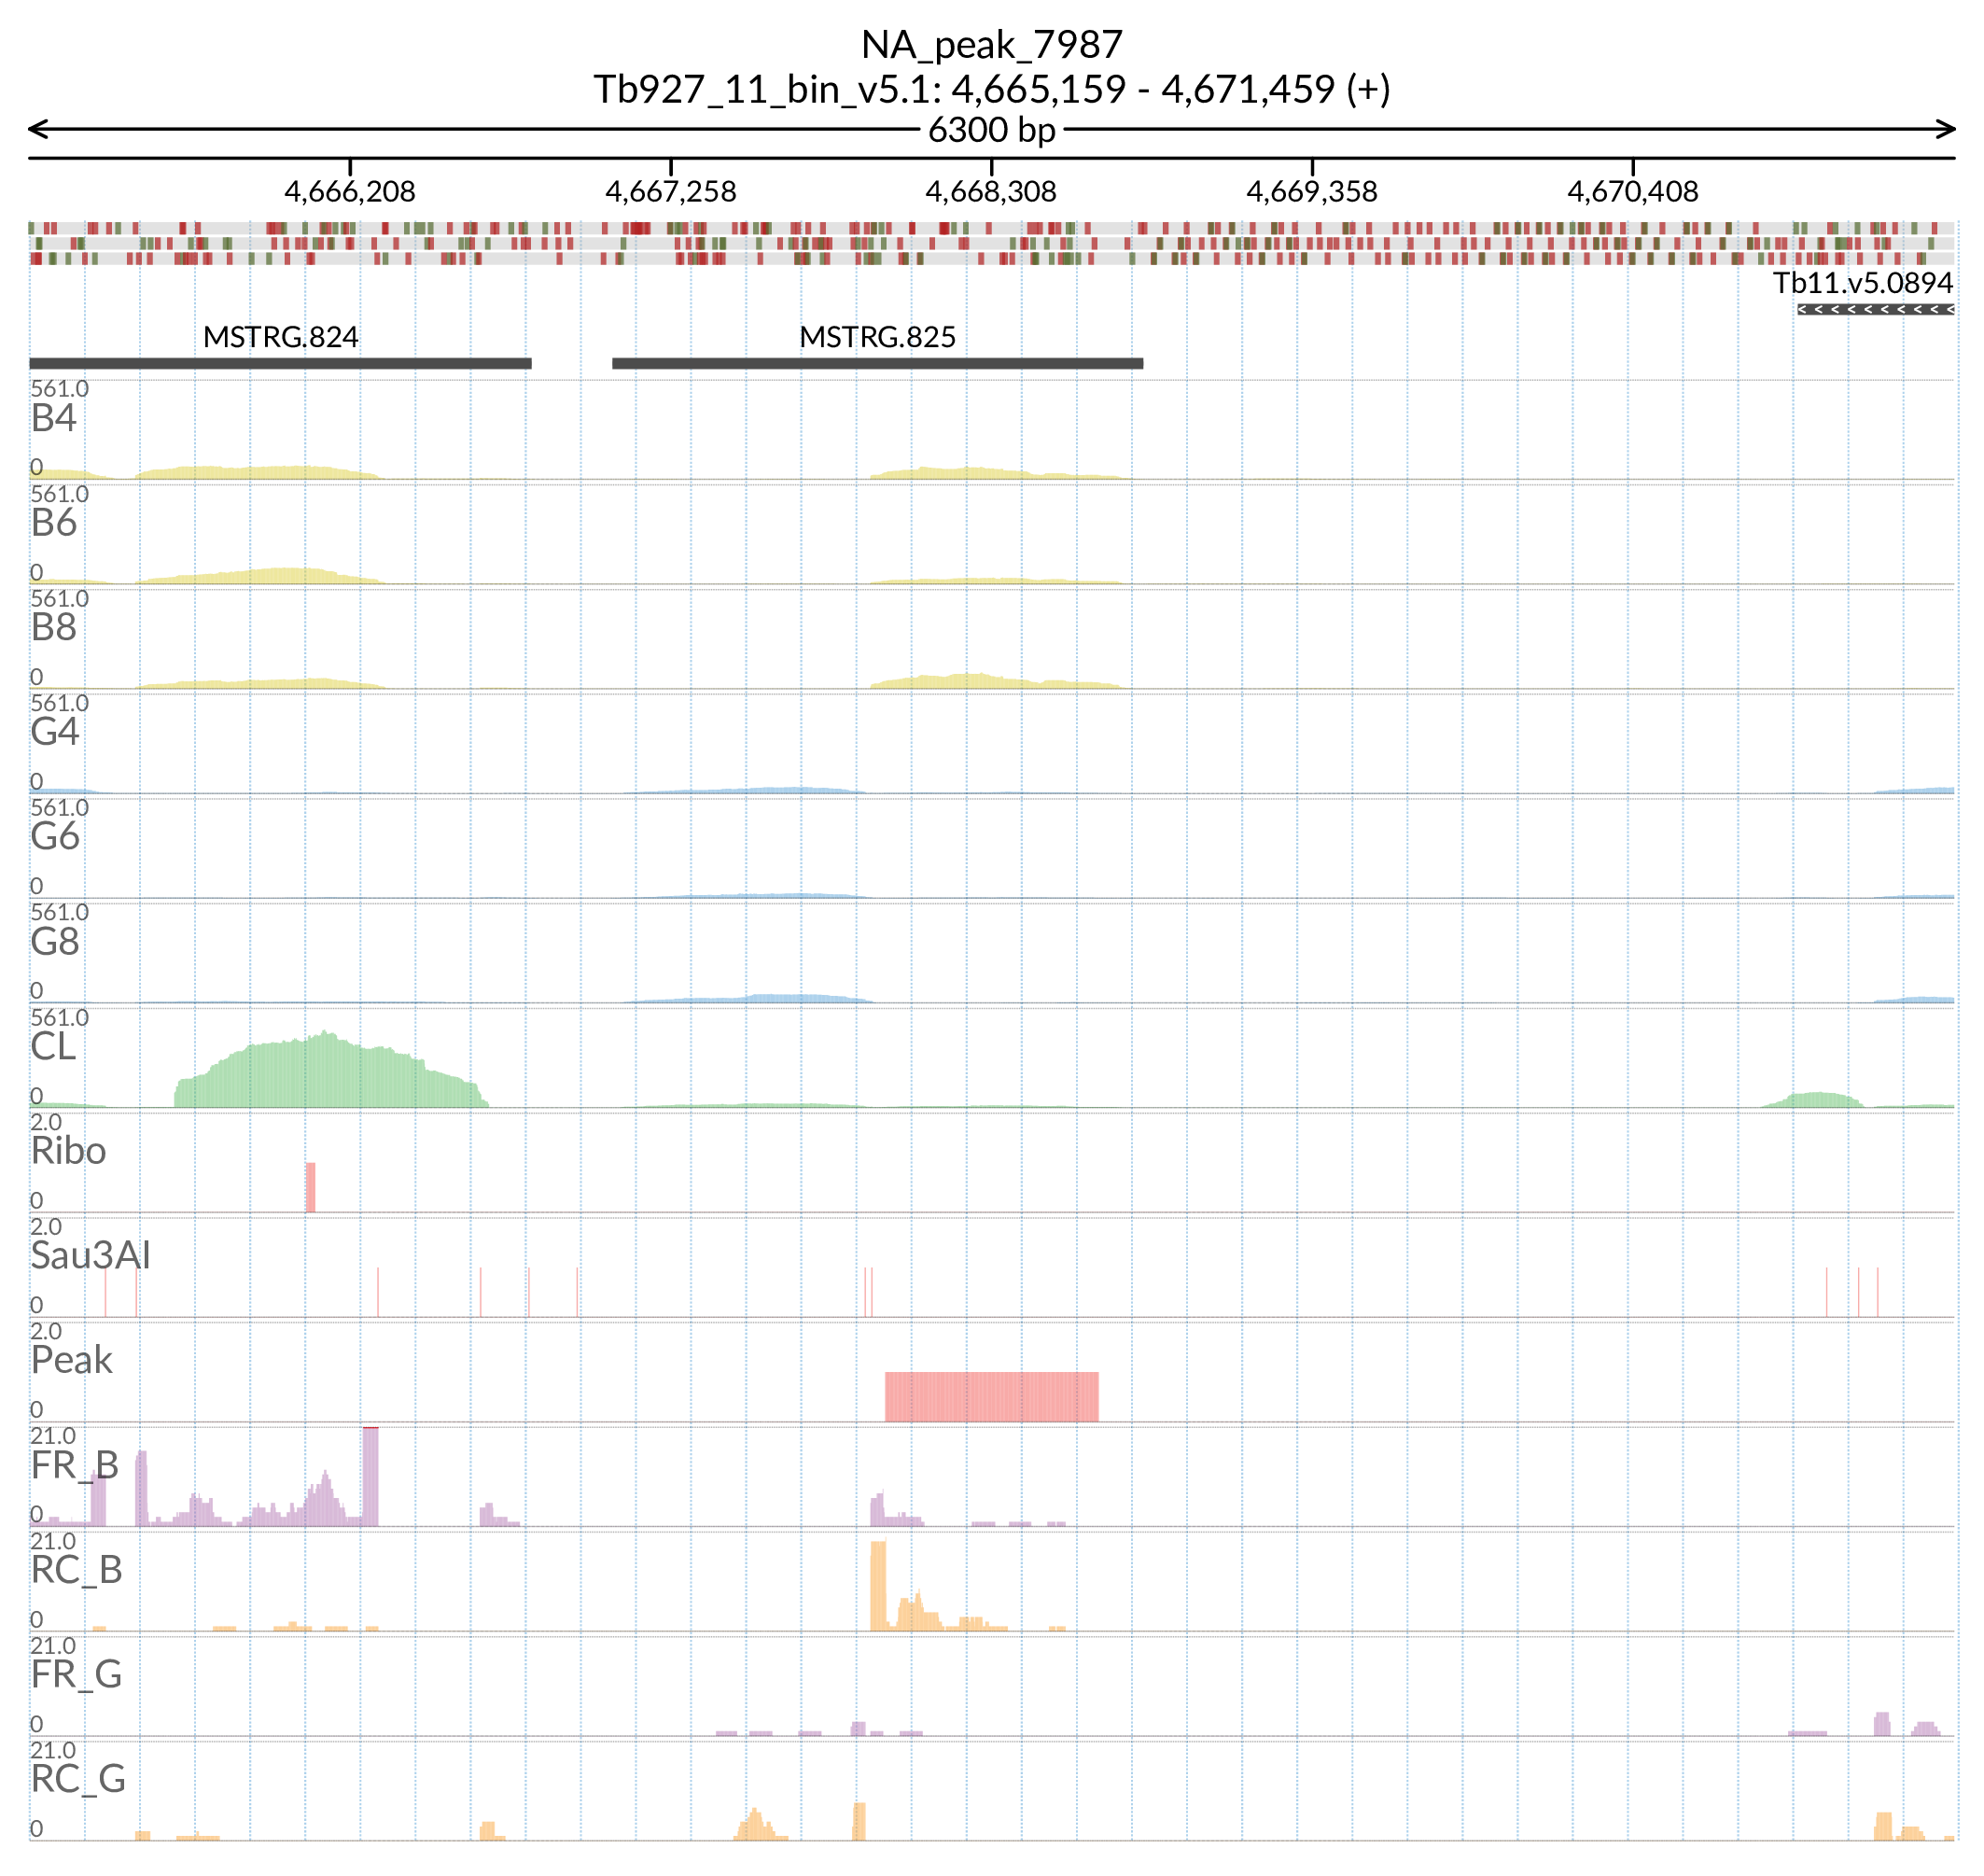 NA_peak_7987
Tb927_11_bin_v5.1: 4,665,159 - 4,671,459 (+)
6300 bp
4,666,208 4,667,258 4,668,308 4,669,358 4,670,408
Tb11.v5.0894
MSTRG.824 MSTRG.825
561.0
B4
0
561.0
B6
0
561.0
B8
0
561.0
G4
0
561.0
G6
0
561.0
G8
0
561.0
CL
0
2.0
Ribo
0
2.0
Sau3AI
0
2.0
Peak
0
21.0
FR_B
0
21.0
RC_B
0
21.0
FR_G
0
21.0
RC_G
0